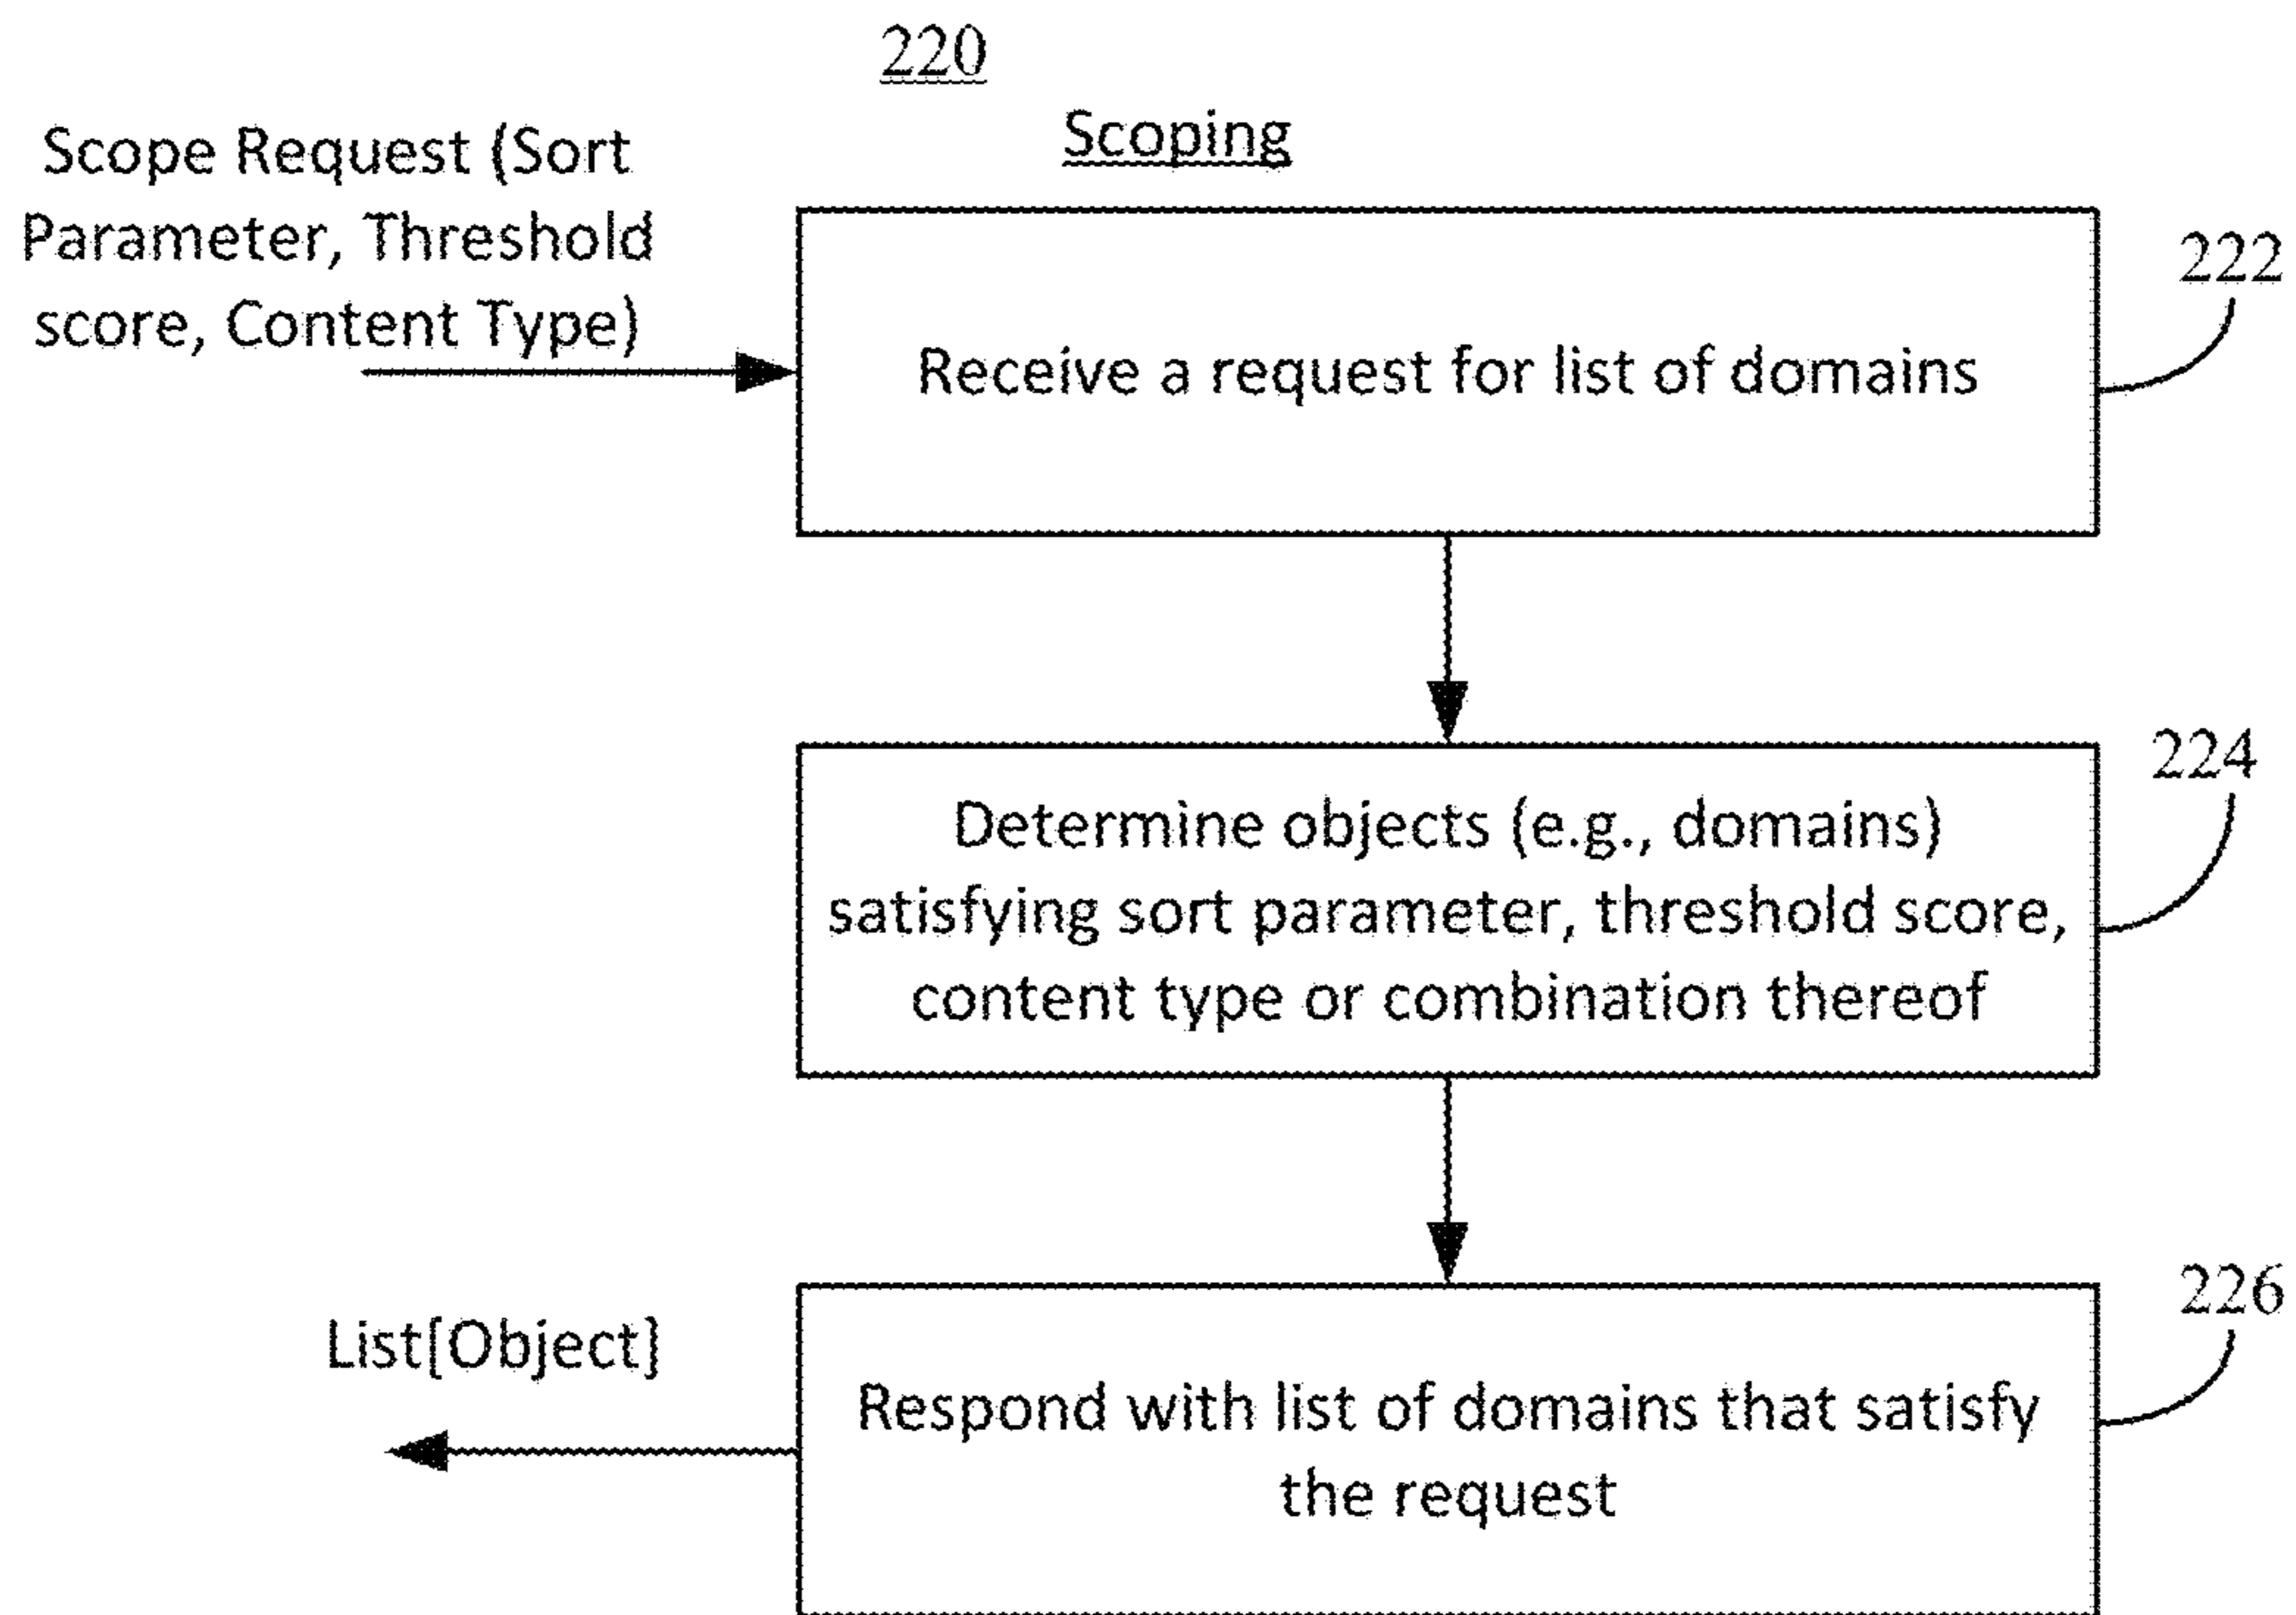 220
Scoping
Scope Request (Sort
Parameter, Threshold
score, Content Type)
222
Receive a request for list of domains
224
Determine objects (e.g., domains)
satisfying sort parameter, threshold score,
content type or combination thereof
226
List[Object]
Respond with list of domains that satisfy
the request